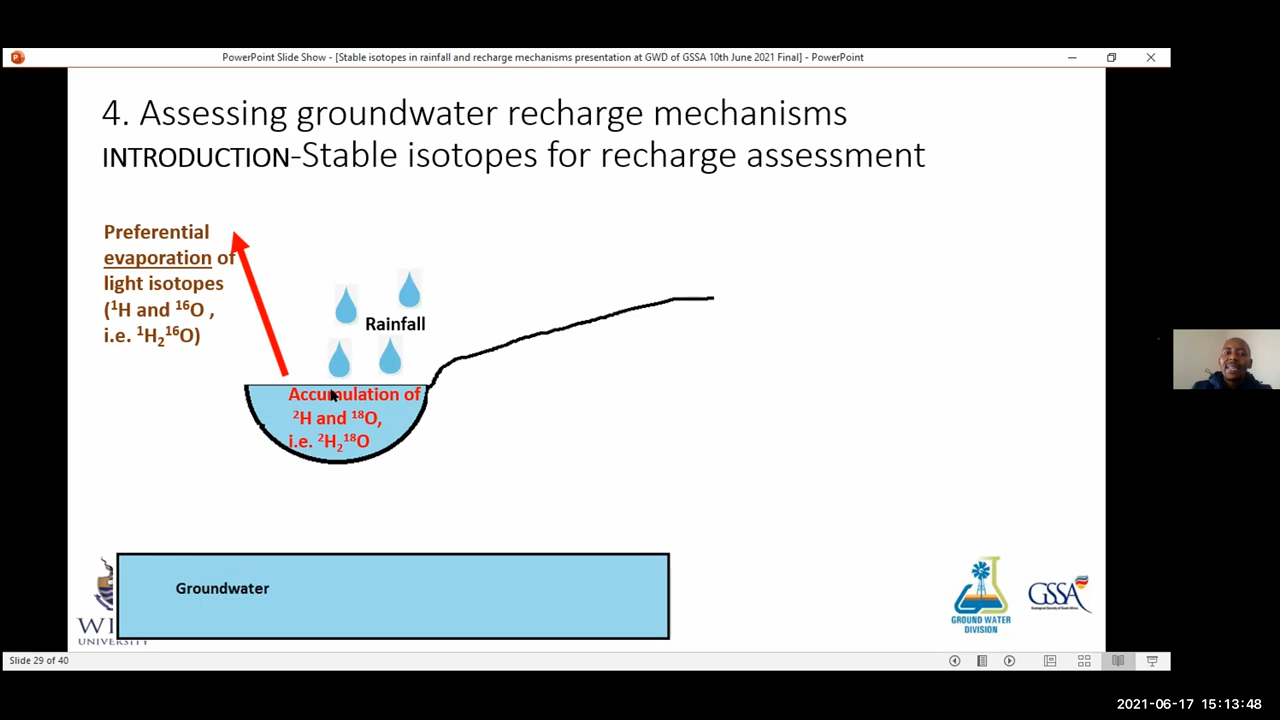 PowerPoint Slide Show - [Stable isotopes in rainfall and recharge mechanisms presentation at GWD of GSSA 10th June 2021 Final] - PowerPoint
4. Assessing groundwater recharge mechanisms
INTRODUCTION-Stable isotopes for recharge assessment
Preferential
evaporation of
light isotopes
(¹H and ¹⁶O ,
i.e. ¹H₂¹⁶O)
Rainfall
Accumulation of
²H and ¹⁸O,
i.e. ²H₂¹⁸O
Groundwater
WI
UNIVERSITY
GROUND WATER
DIVISION
GSSA
Slide 29 of 40
2021-06-17 15:13:48